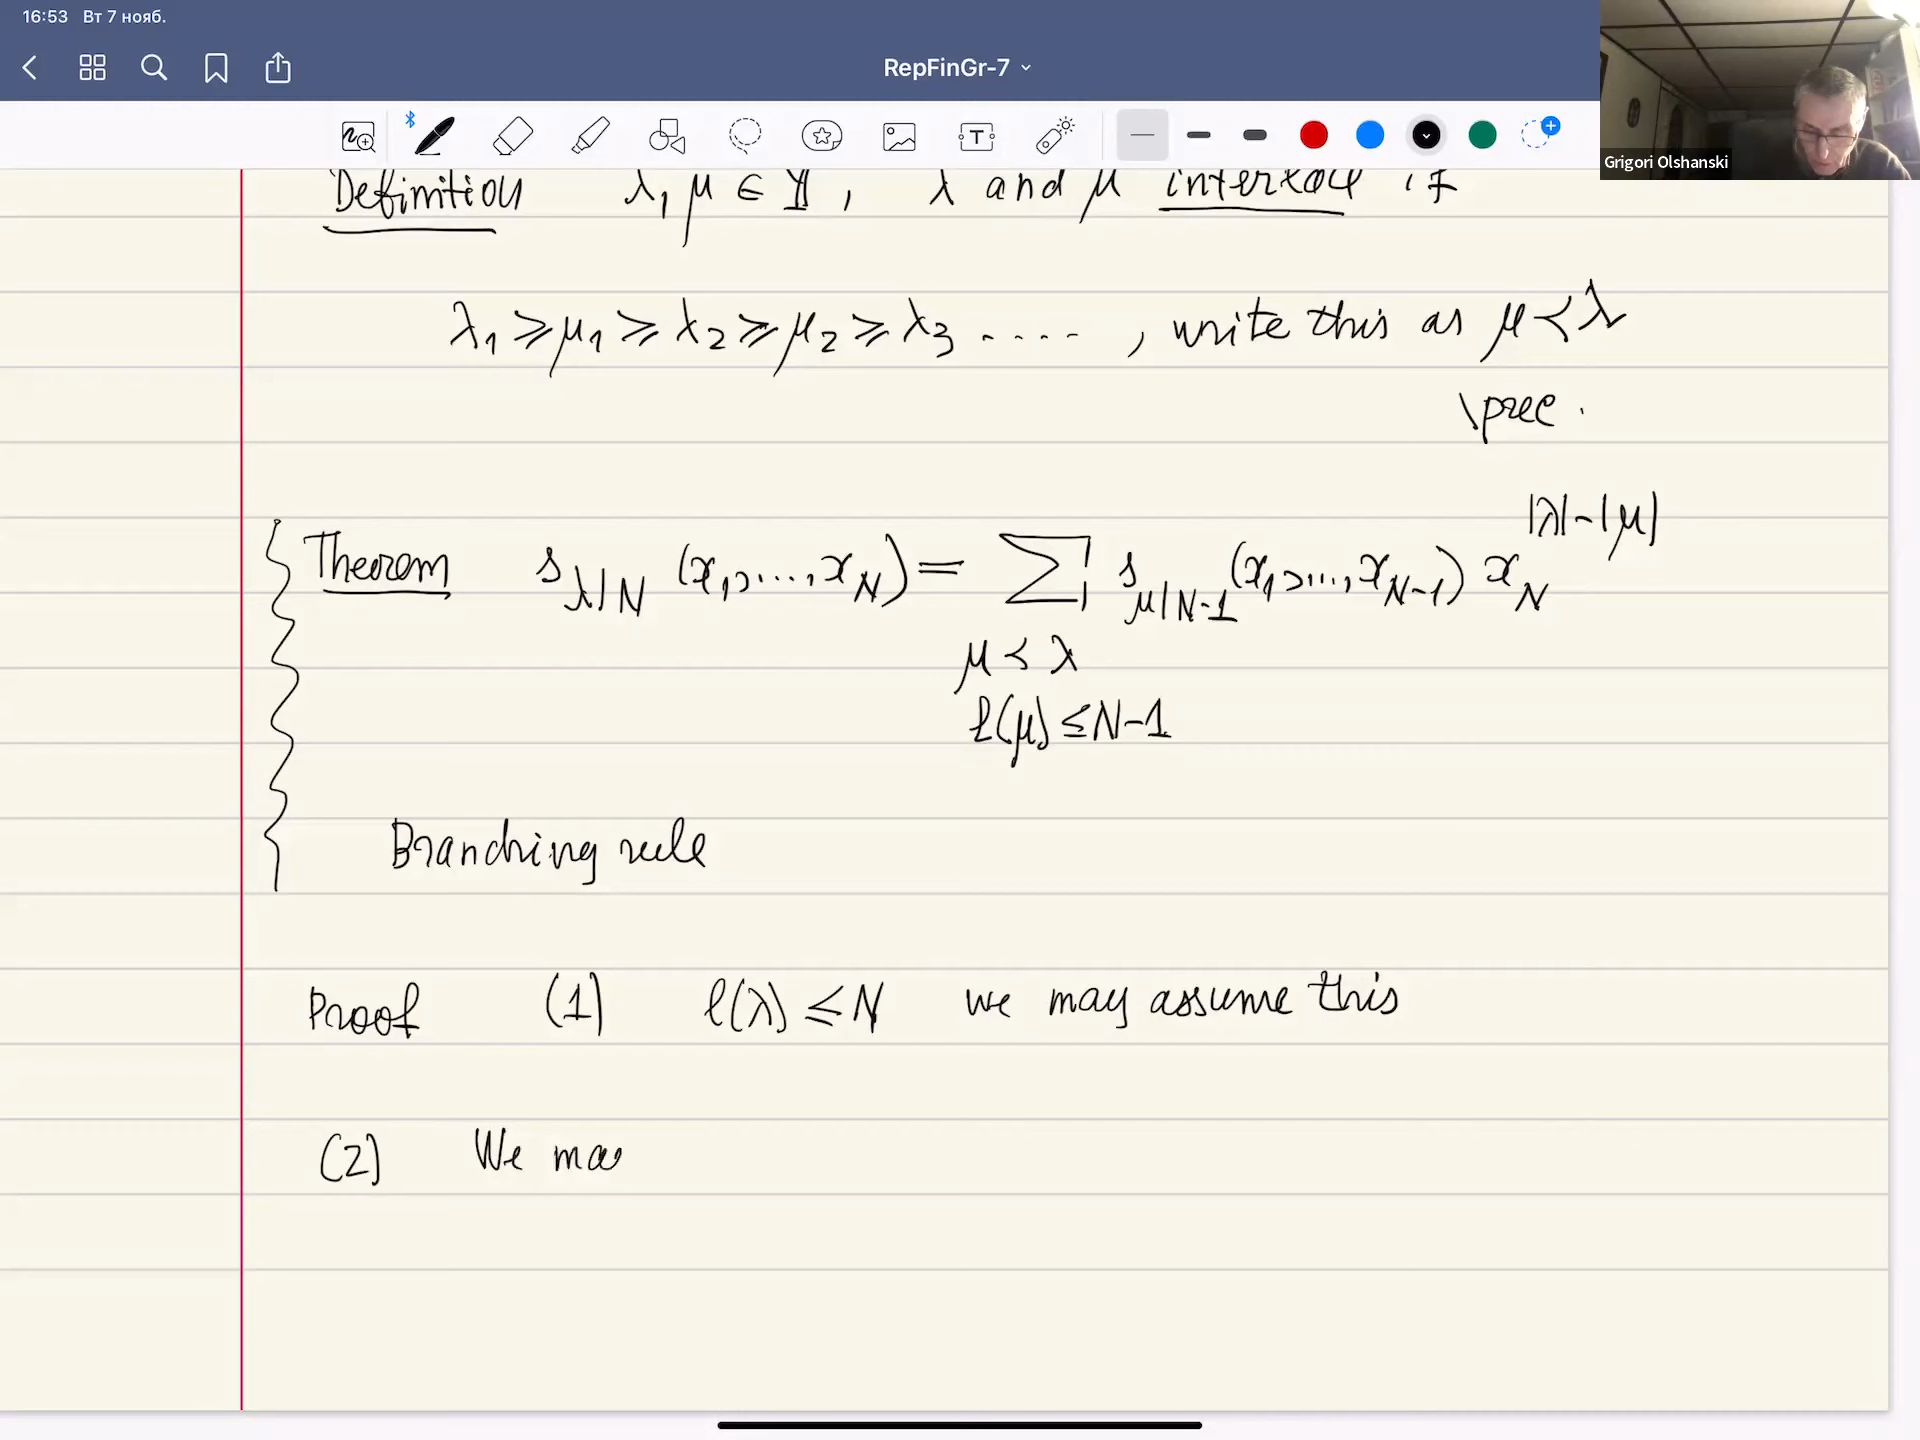 16:53 Вт 7 нояб.
RepFinGr-7
Grigori Olshanski
Definition λ, μ ∈ 𝕐, λ and μ interlace if
λ₁ ⩾ μ₁ ⩾ λ₂ ⩾ μ₂ ⩾ λ₃ ....., write this as μ ≺ λ
\prec.
Theorem s_{λ|N} (x₁,...,x_N) = ∑_{μ ≺ λ, ℓ(μ) ≤ N-1} s_{μ|N-1} (x₁,...,x_{N-1}) x_N^{|λ|-|μ|}
Branching rule
Proof (1) ℓ(λ) ⩽ N we may assume this
(2) We ma